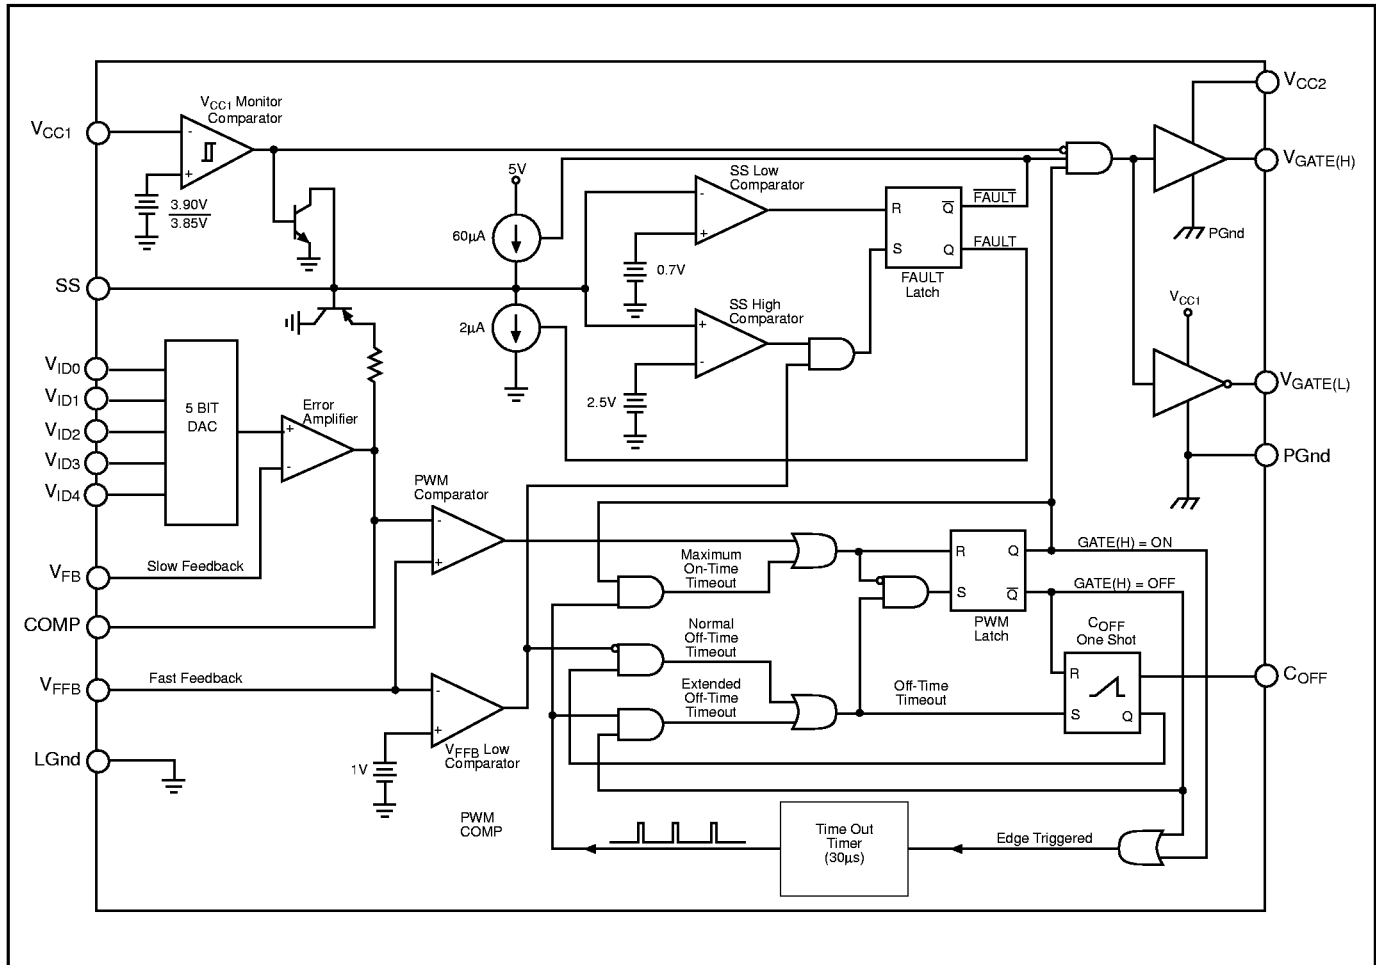 VCC1
VCC1 Monitor
Comparator
-
+
3.90V
3.85V
SS
5V
60µA
2µA
SS Low
Comparator
-
+
0.7V
SS High
Comparator
+
-
2.5V
R
Q
S
Q
FAULT
Latch
FAULT
FAULT
VCC2
VGATE(H)
PGnd
VCC1
VGATE(L)
PGnd
VID0
VID1
VID2
VID3
VID4
5 BIT
DAC
Error
Amplifier
+
-
PWM
Comparator
-
+
VFB
Slow Feedback
COMP
VFFB
Fast Feedback
LGnd
-
+
1V
VFFB Low
Comparator
PWM
COMP
Maximum
On-Time
Timeout
Normal
Off-Time
Timeout
Extended
Off-Time
Timeout
Off-Time
Timeout
R
Q
S
Q
PWM
Latch
GATE(H) = ON
GATE(H) = OFF
COFF
One Shot
R
S
Q
COFF
Time Out
Timer
(30µs)
Edge Triggered